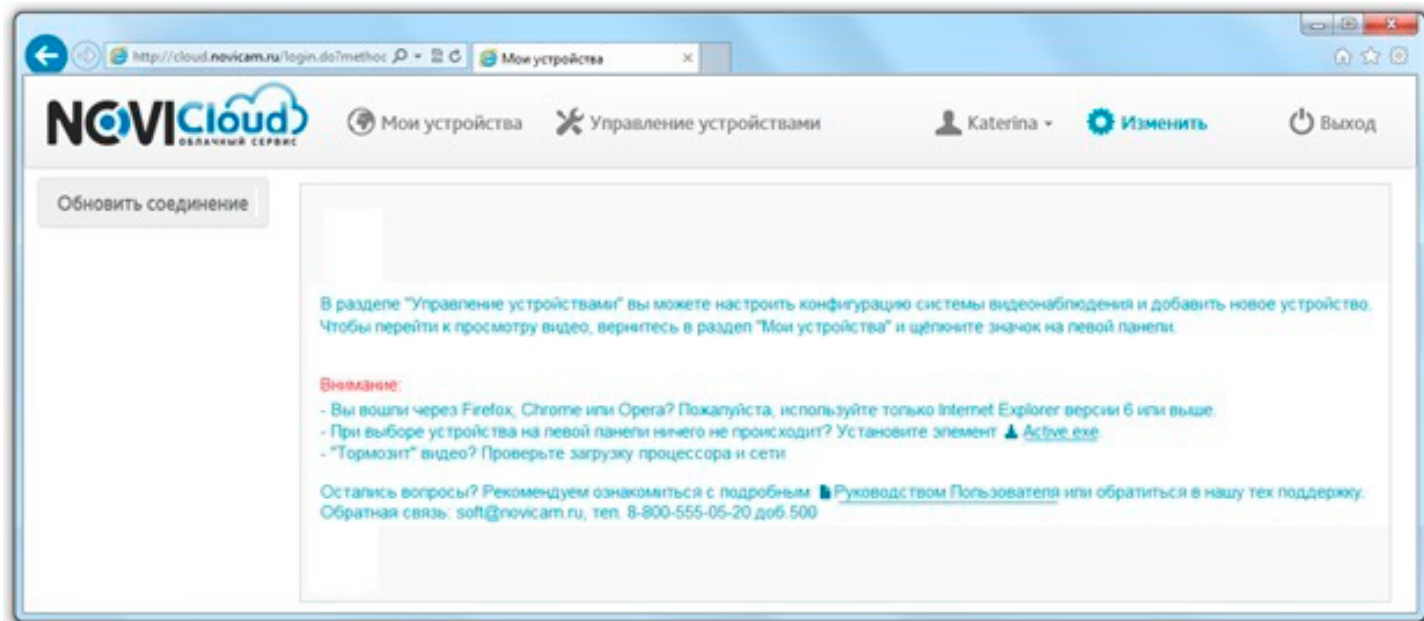 http://cloud.novicam.ru/login.do?methoc
Мои устройства
NOVICloud
ОБЛАЧНЫЙ СЕРВИС
Мои устройства
Управление устройствами
Katerina
Изменить
Выход
Обновить соединение
В разделе "Управление устройствами" вы можете настроить конфигурацию системы видеонаблюдения и добавить новое устройство.
Чтобы перейти к просмотру видео, вернитесь в раздел "Мои устройства" и щёлкните значок на левой панели.
Внимание:
- Вы вошли через Firefox, Chrome или Opera? Пожалуйста, используйте только Internet Explorer версии 6 или выше.
- При выборе устройства на левой панели ничего не происходит? Установите элемент Active.exe.
- "Тормозит" видео? Проверьте загрузку процессора и сети
Остались вопросы? Рекомендуем ознакомиться с подробным Руководством Пользователя или обратиться в нашу тех поддержку.
Обратная связь: soft@novicam.ru, тел. 8-800-555-05-20 доб.500